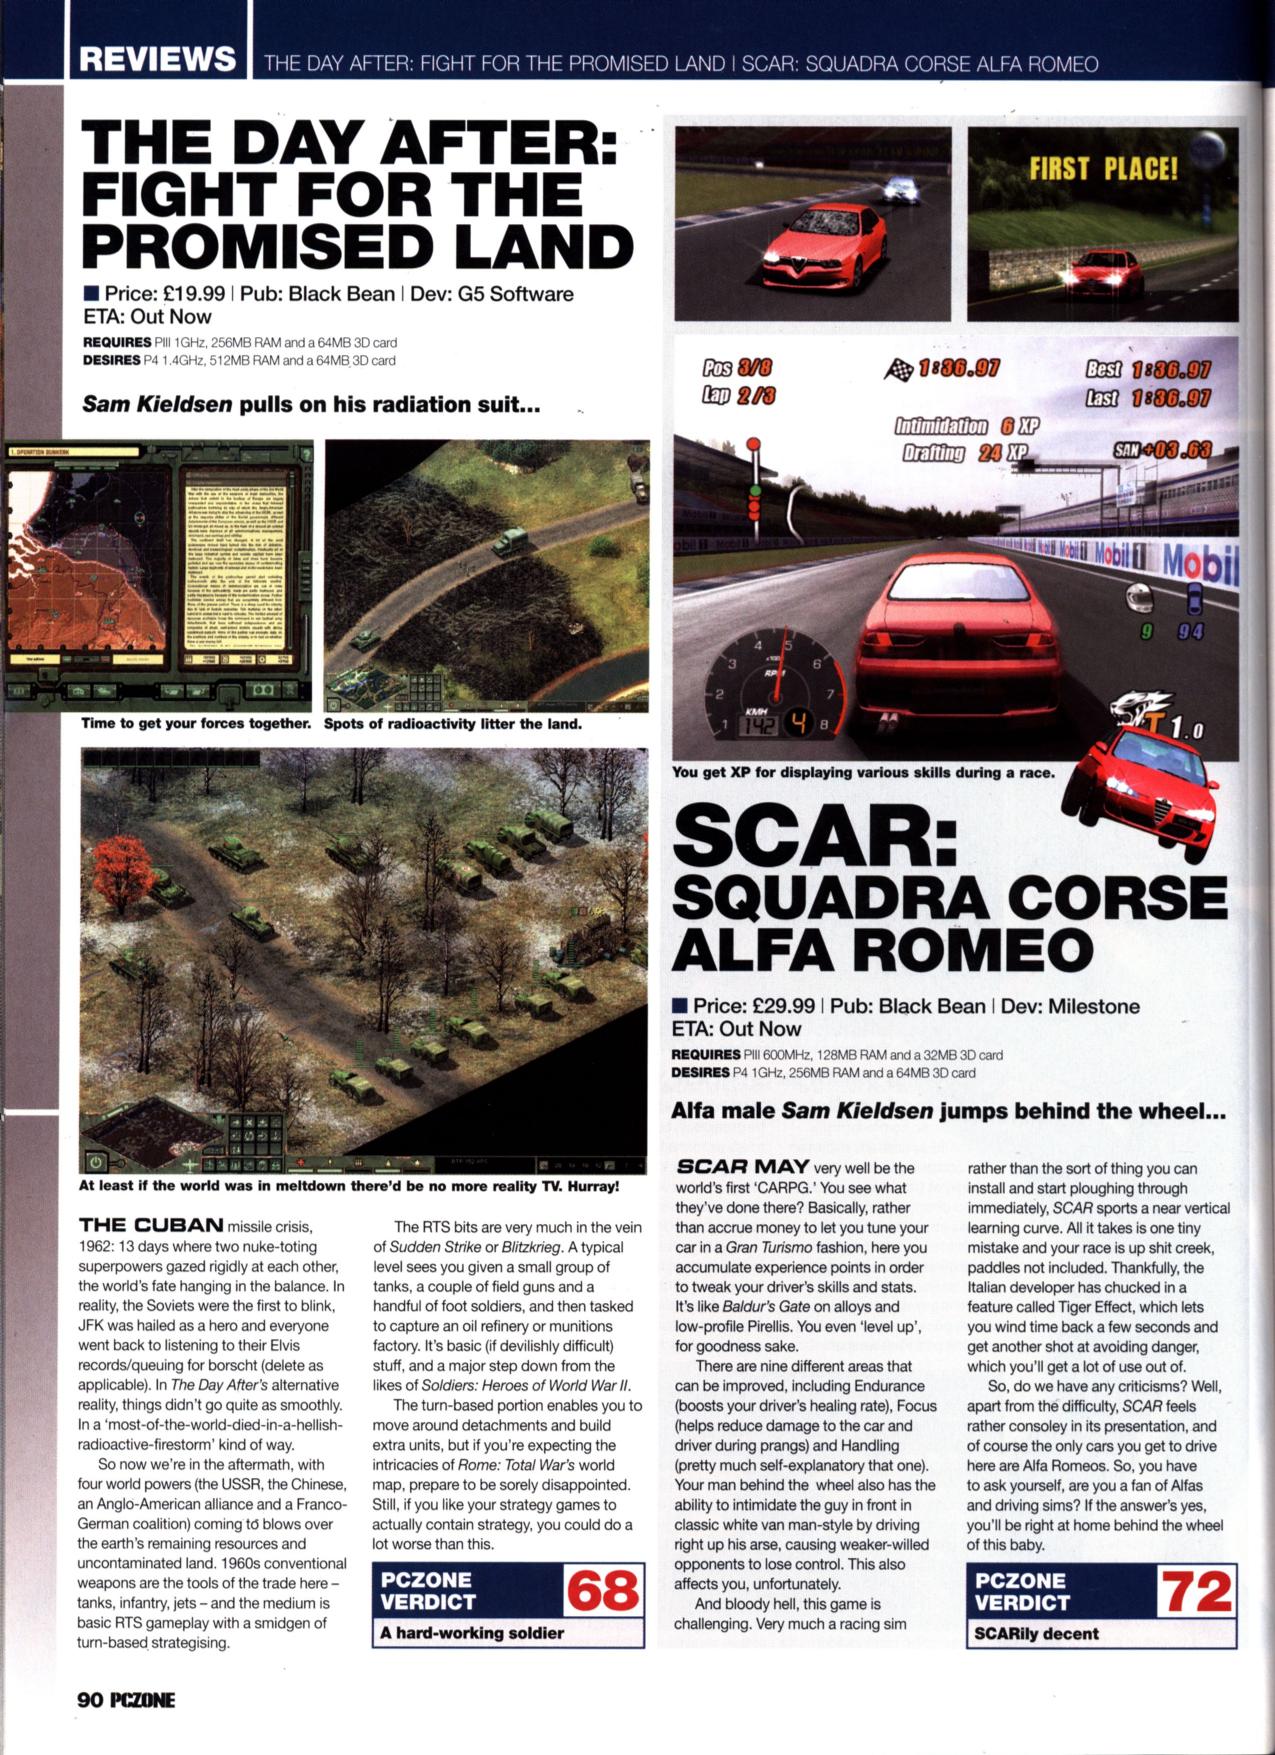 REVIEWS
THE DAY AFTER: FIGHT FOR THE PROMISED LAND | SCAR: SQUADRA CORSE ALFA ROMEO
THE DAY AFTER:
FIGHT FOR THE
PROMISED LAND
■ Price: £19.99 | Pub: Black Bean | Dev: G5 Software
ETA: Out Now
REQUIRES PIII 1GHz, 256MB RAM and a 64MB 3D card
DESIRES P4 1.4GHz, 512MB RAM and a 64MB 3D card
Sam Kieldsen pulls on his radiation suit...
1. OPERATION BUNKERK
Time to get your forces together.
Spots of radioactivity litter the land.
At least if the world was in meltdown there'd be no more reality TV. Hurray!
THE CUBAN missile crisis,
1962: 13 days where two nuke-toting
superpowers gazed rigidly at each other,
the world's fate hanging in the balance. In
reality, the Soviets were the first to blink,
JFK was hailed as a hero and everyone
went back to listening to their Elvis
records/queuing for borscht (delete as
applicable). In The Day After's alternative
reality, things didn't go quite as smoothly.
In a 'most-of-the-world-died-in-a-hellish-
radioactive-firestorm' kind of way.
So now we're in the aftermath, with
four world powers (the USSR, the Chinese,
an Anglo-American alliance and a Franco-
German coalition) coming to blows over
the earth's remaining resources and
uncontaminated land. 1960s conventional
weapons are the tools of the trade here –
tanks, infantry, jets – and the medium is
basic RTS gameplay with a smidgen of
turn-based strategising.
The RTS bits are very much in the vein
of Sudden Strike or Blitzkrieg. A typical
level sees you given a small group of
tanks, a couple of field guns and a
handful of foot soldiers, and then tasked
to capture an oil refinery or munitions
factory. It's basic (if devilishly difficult)
stuff, and a major step down from the
likes of Soldiers: Heroes of World War II.
The turn-based portion enables you to
move around detachments and build
extra units, but if you're expecting the
intricacies of Rome: Total War's world
map, prepare to be sorely disappointed.
Still, if you like your strategy games to
actually contain strategy, you could do a
lot worse than this.
PCZONE
VERDICT
68
A hard-working soldier
FIRST PLACE!
Pos 3/8
1:36.97
Best 1:36.97
Lap 2/3
Last 1:36.97
Intimidation 6 XP
Drafting 24 XP
SAN +03.63
Mobil 1 Mobil 1 Mobil
9 94
1 2 3 4 5 6 7 8
x100
RPM
KMH
142 4
T 1.0
You get XP for displaying various skills during a race.
SCAR:
SQUADRA CORSE
ALFA ROMEO
■ Price: £29.99 | Pub: Black Bean | Dev: Milestone
ETA: Out Now
REQUIRES PIII 600MHz, 128MB RAM and a 32MB 3D card
DESIRES P4 1GHz, 256MB RAM and a 64MB 3D card
Alfa male Sam Kieldsen jumps behind the wheel...
SCAR MAY very well be the
world's first 'CARPG.' You see what
they've done there? Basically, rather
than accrue money to let you tune your
car in a Gran Turismo fashion, here you
accumulate experience points in order
to tweak your driver's skills and stats.
It's like Baldur's Gate on alloys and
low-profile Pirellis. You even 'level up',
for goodness sake.
There are nine different areas that
can be improved, including Endurance
(boosts your driver's healing rate), Focus
(helps reduce damage to the car and
driver during prangs) and Handling
(pretty much self-explanatory that one).
Your man behind the wheel also has the
ability to intimidate the guy in front in
classic white van man-style by driving
right up his arse, causing weaker-willed
opponents to lose control. This also
affects you, unfortunately.
And bloody hell, this game is
challenging. Very much a racing sim
rather than the sort of thing you can
install and start ploughing through
immediately, SCAR sports a near vertical
learning curve. All it takes is one tiny
mistake and your race is up shit creek,
paddles not included. Thankfully, the
Italian developer has chucked in a
feature called Tiger Effect, which lets
you wind time back a few seconds and
get another shot at avoiding danger,
which you'll get a lot of use out of.
So, do we have any criticisms? Well,
apart from the difficulty, SCAR feels
rather consoley in its presentation, and
of course the only cars you get to drive
here are Alfa Romeos. So, you have
to ask yourself, are you a fan of Alfas
and driving sims? If the answer's yes,
you'll be right at home behind the wheel
of this baby.
PCZONE
VERDICT
72
SCARily decent
90 PCZONE